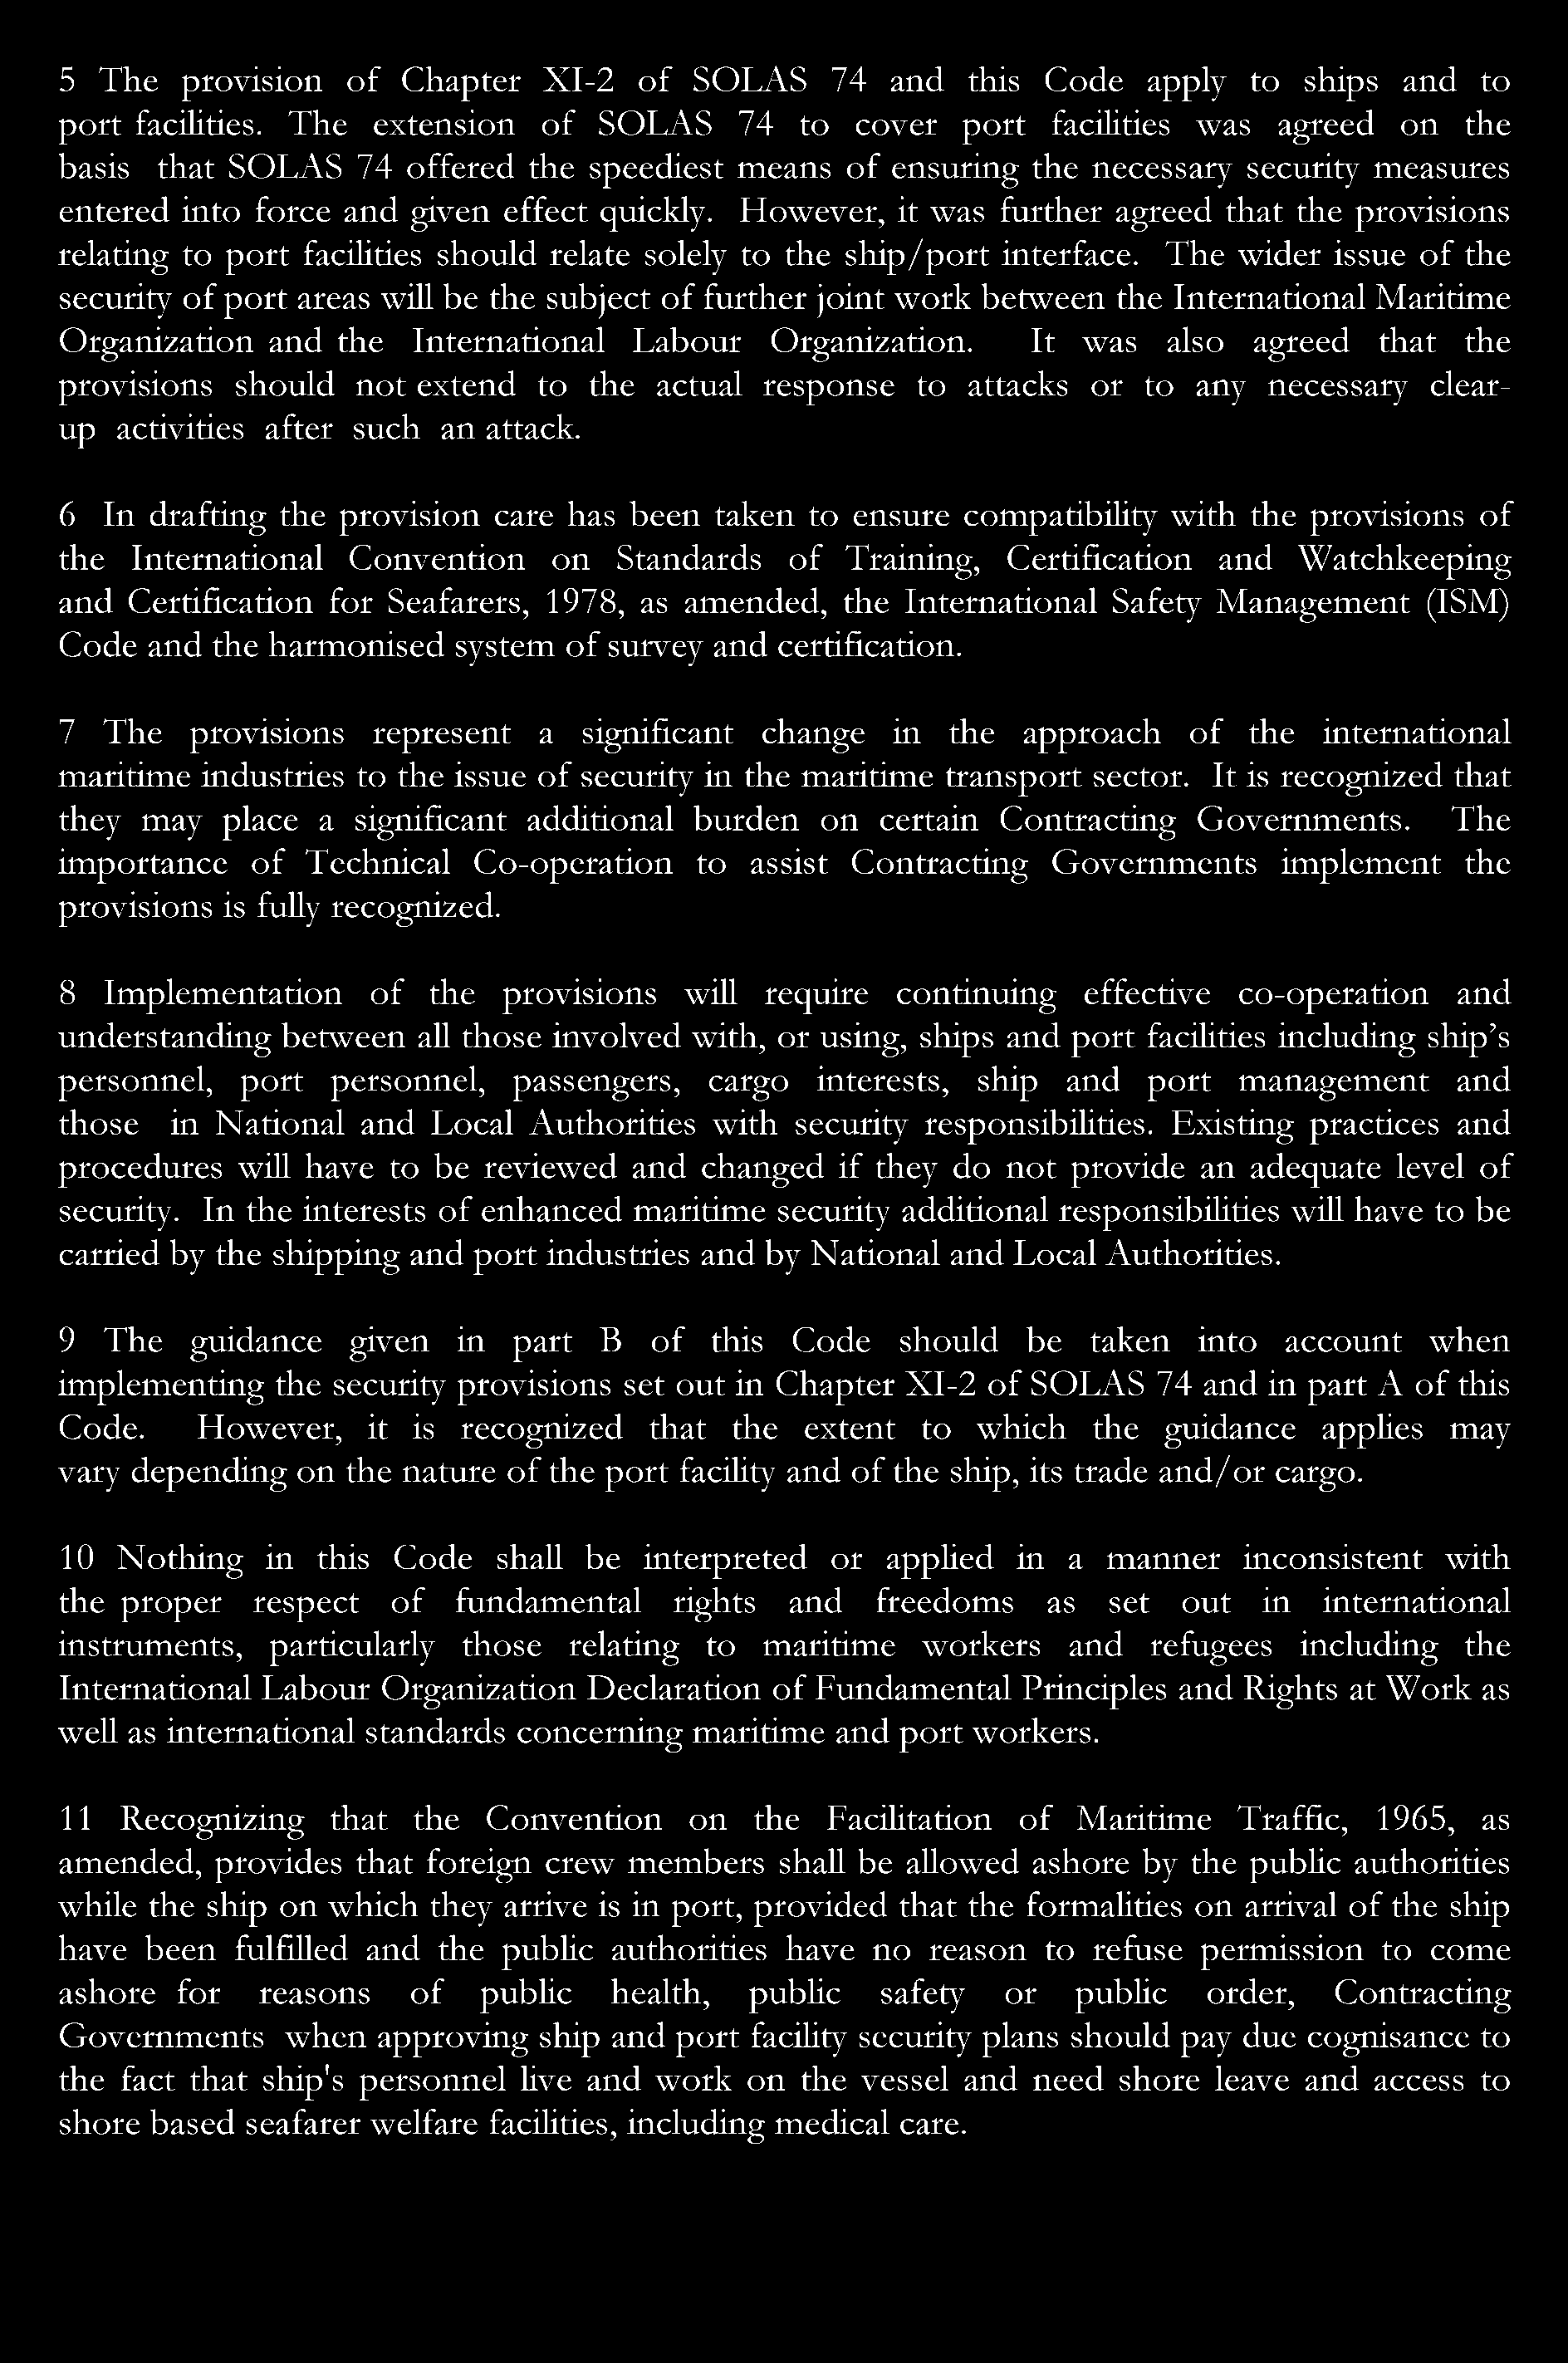 5 The provision of Chapter XI-2 of SOLAS 74 and this Code apply to ships and to
port facilities. The extension of SOLAS 74 to cover port facilities was agreed on the
basis that SOLAS 74 offered the speediest means of ensuring the necessary security measures
entered into force and given effect quickly. However, it was further agreed that the provisions
relating to port facilities should relate solely to the ship/port interface. The wider issue of the
security of port areas will be the subject of further joint work between the International Maritime
Organization and the International Labour Organization. It was also agreed that the
provisions should not extend to the actual response to attacks or to any necessary clear-
up activities after such an attack.
6 In drafting the provision care has been taken to ensure compatibility with the provisions of
the International Convention on Standards of Training, Certification and Watchkeeping
and Certification for Seafarers, 1978, as amended, the International Safety Management (ISM)
Code and the harmonised system of survey and certification.
7 The provisions represent a significant change in the approach of the international
maritime industries to the issue of security in the maritime transport sector. It is recognized that
they may place a significant additional burden on certain Contracting Governments. The
importance of Technical Co-operation to assist Contracting Governments implement the
provisions is fully recognized.
8 Implementation of the provisions will require continuing effective co-operation and
understanding between all those involved with, or using, ships and port facilities including ship’s
personnel, port personnel, passengers, cargo interests, ship and port management and
those in National and Local Authorities with security responsibilities. Existing practices and
procedures will have to be reviewed and changed if they do not provide an adequate level of
security. In the interests of enhanced maritime security additional responsibilities will have to be
carried by the shipping and port industries and by National and Local Authorities.
9 The guidance given in part B of this Code should be taken into account when
implementing the security provisions set out in Chapter XI-2 of SOLAS 74 and in part A of this
Code. However, it is recognized that the extent to which the guidance applies may
vary depending on the nature of the port facility and of the ship, its trade and/or cargo.
10 Nothing in this Code shall be interpreted or applied in a manner inconsistent with
the proper respect of fundamental rights and freedoms as set out in international
instruments, particularly those relating to maritime workers and refugees including the
International Labour Organization Declaration of Fundamental Principles and Rights at Work as
well as international standards concerning maritime and port workers.
11 Recognizing that the Convention on the Facilitation of Maritime Traffic, 1965, as
amended, provides that foreign crew members shall be allowed ashore by the public authorities
while the ship on which they arrive is in port, provided that the formalities on arrival of the ship
have been fulfilled and the public authorities have no reason to refuse permission to come
ashore for reasons of public health, public safety or public order, Contracting
Governments when approving ship and port facility security plans should pay due cognisance to
the fact that ship's personnel live and work on the vessel and need shore leave and access to
shore based seafarer welfare facilities, including medical care.